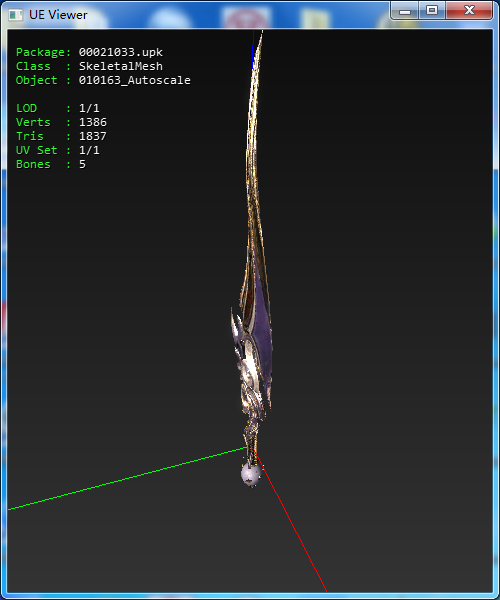 UE Viewer
Package: 00021033.upk
Class : SkeletalMesh
Object : 010163_Autoscale
LOD : 1/1
Verts : 1386
Tris : 1837
UV Set : 1/1
Bones : 5